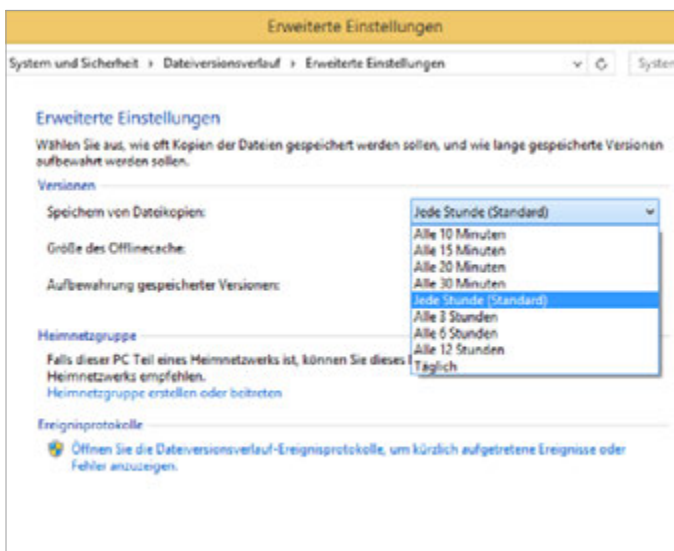 Erweiterte Einstellungen
System und Sicherheit › Dateiversionsverlauf › Erweiterte Einstellungen
System
Erweiterte Einstellungen
Wählen Sie aus, wie oft Kopien der Dateien gespeichert werden sollen, und wie lange gespeicherte Versionen
aufbewahrt werden sollen.
Versionen
Speichern von Dateikopien:
Jede Stunde (Standard)
Alle 10 Minuten
Alle 15 Minuten
Alle 20 Minuten
Alle 30 Minuten
Jede Stunde (Standard)
Alle 3 Stunden
Alle 6 Stunden
Alle 12 Stunden
Täglich
Größe des Offlinecache:
Aufbewahrung gespeicherter Versionen:
Heimnetzgruppe
Falls dieser PC Teil eines Heimnetzwerks ist, können Sie dieses
Heimnetzwerks empfehlen.
Heimnetzgruppe erstellen oder beitreten
Ereignisprotokolle
Öffnen Sie die Dateiversionsverlauf-Ereignisprotokolle, um kürzlich aufgetretene Ereignisse oder
Fehler anzuzeigen.